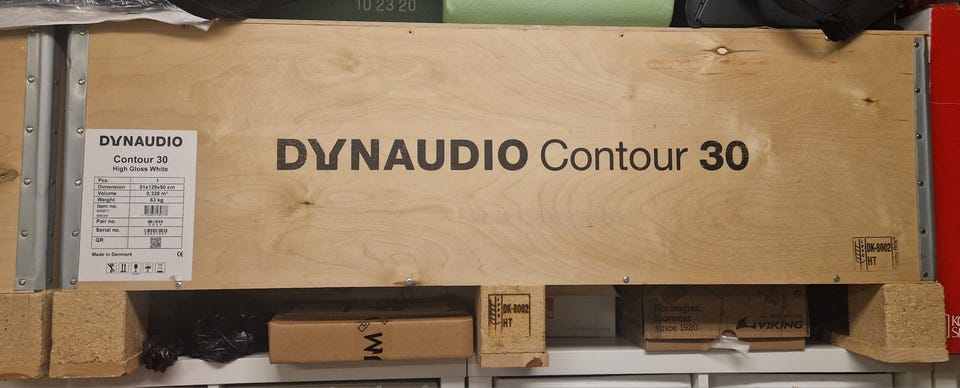 10 23 20
DYNAUDIO Contour 30
DYNAUDIO
Contour 30
High Gloss White
Pcs. 1
Dimension 51x129x50 cm
Volume 0.329 m³
Weight 63 kg
Item no.
Pair no.
Serial no.
QR
Made in Denmark
CE
DK-8002
HT
DK-8002
HT
Norwegian
footwear
since 1920
VIKING